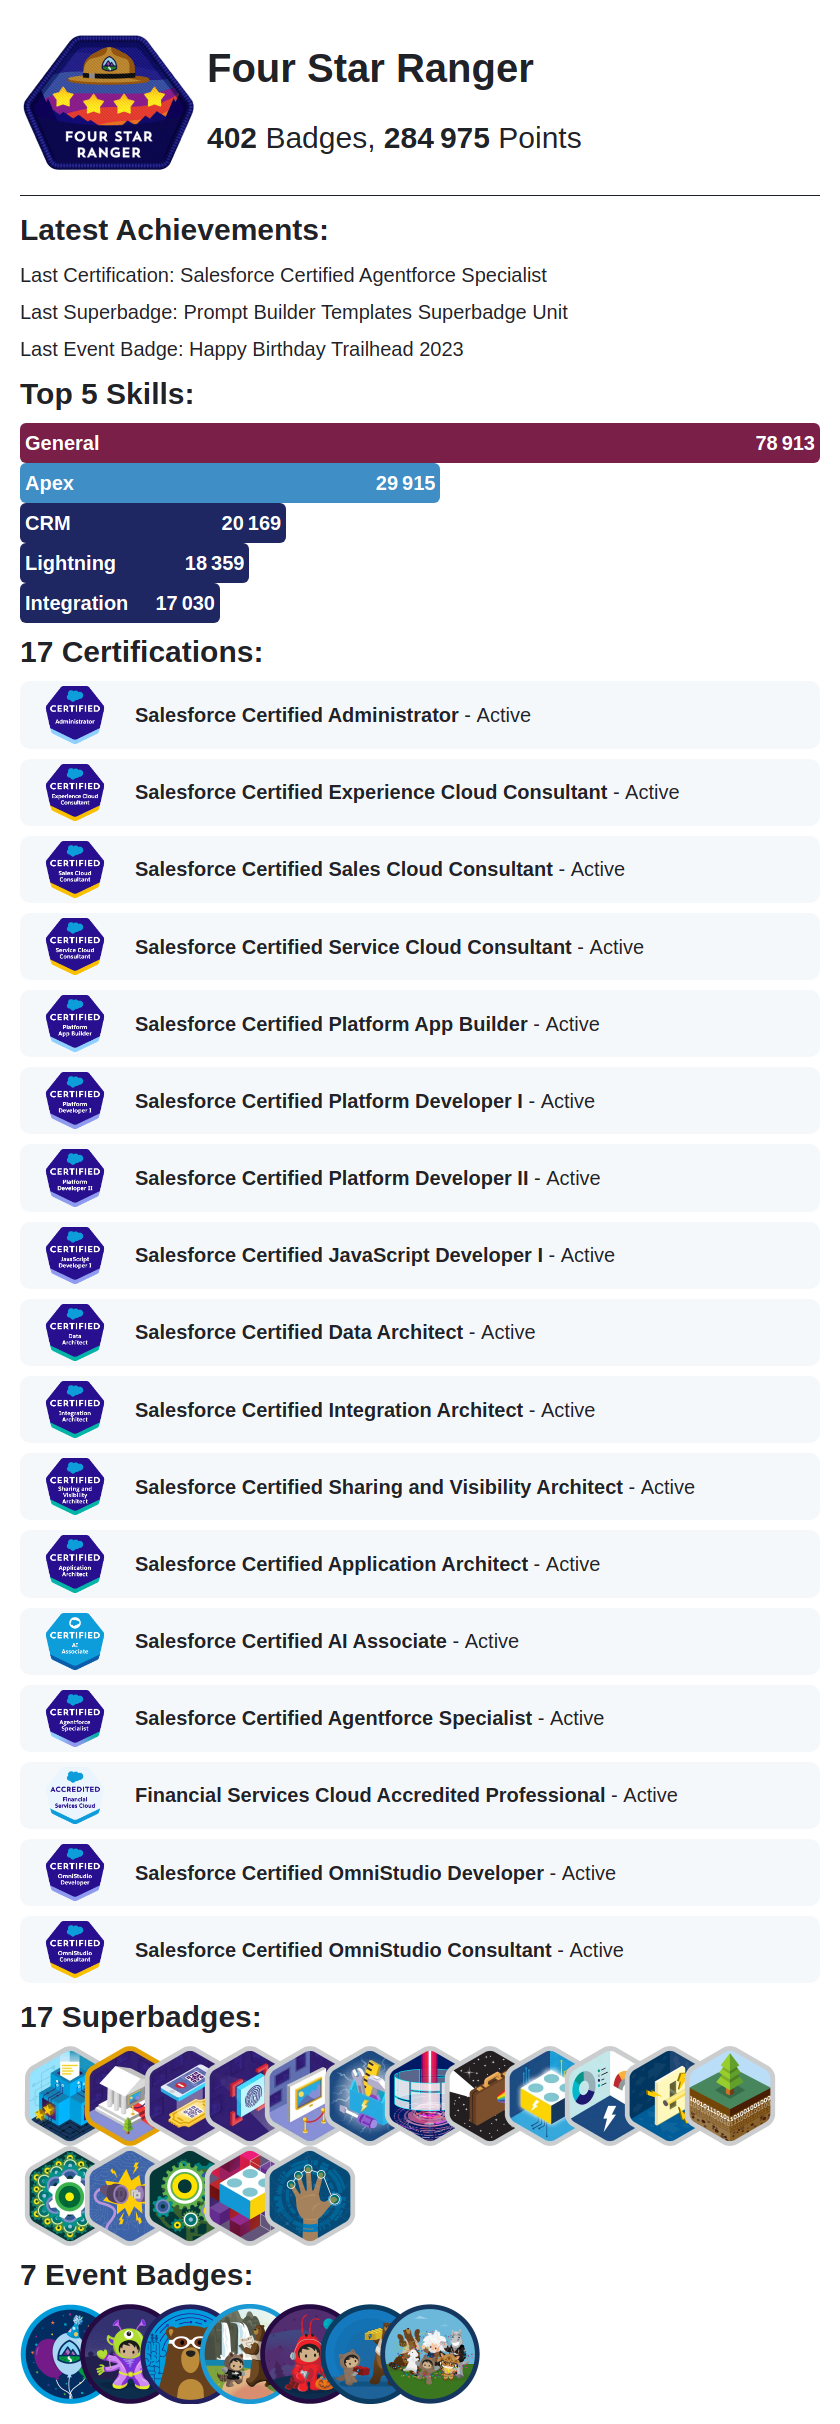 FOUR STAR
RANGER
Four Star Ranger
402 Badges, 284 975 Points
Latest Achievements:
Last Certification: Salesforce Certified Agentforce Specialist
Last Superbadge: Prompt Builder Templates Superbadge Unit
Last Event Badge: Happy Birthday Trailhead 2023
Top 5 Skills:
General 78 913
Apex 29 915
CRM 20 169
Lightning 18 359
Integration 17 030
17 Certifications:
CERTIFIED
Administrator
Salesforce Certified Administrator - Active
CERTIFIED
Experience Cloud
Consultant
Salesforce Certified Experience Cloud Consultant - Active
CERTIFIED
Sales Cloud
Consultant
Salesforce Certified Sales Cloud Consultant - Active
CERTIFIED
Service Cloud
Consultant
Salesforce Certified Service Cloud Consultant - Active
CERTIFIED
Platform
App Builder
Salesforce Certified Platform App Builder - Active
CERTIFIED
Platform
Developer I
Salesforce Certified Platform Developer I - Active
CERTIFIED
Platform
Developer II
Salesforce Certified Platform Developer II - Active
CERTIFIED
JavaScript
Developer I
Salesforce Certified JavaScript Developer I - Active
CERTIFIED
Data
Architect
Salesforce Certified Data Architect - Active
CERTIFIED
Integration
Architect
Salesforce Certified Integration Architect - Active
CERTIFIED
Sharing and
Visibility
Architect
Salesforce Certified Sharing and Visibility Architect - Active
CERTIFIED
Application
Architect
Salesforce Certified Application Architect - Active
CERTIFIED
AI
Associate
Salesforce Certified AI Associate - Active
CERTIFIED
Agentforce
Specialist
Salesforce Certified Agentforce Specialist - Active
ACCREDITED
Financial
Services Cloud
Financial Services Cloud Accredited Professional - Active
CERTIFIED
OmniStudio
Developer
Salesforce Certified OmniStudio Developer - Active
CERTIFIED
OmniStudio
Consultant
Salesforce Certified OmniStudio Consultant - Active
17 Superbadges:
7 Event Badges: